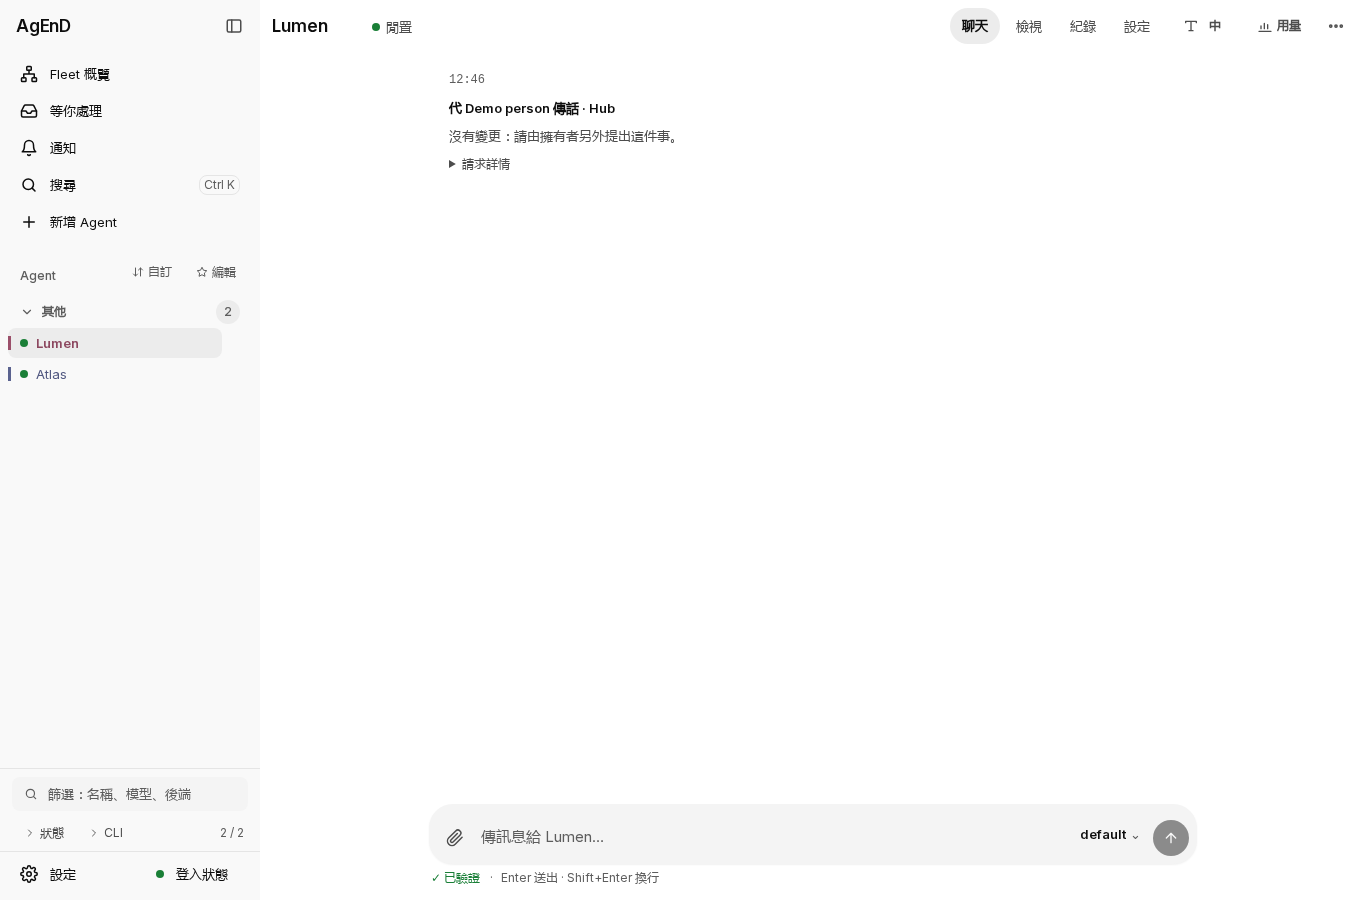 AgEnD
Fleet 概覽
等你處理
通知
搜尋 Ctrl K
新增 Agent
Agent 自訂 編輯
其他 2
Lumen
Atlas
篩選：名稱、模型、後端
狀態 CLI 2 / 2
設定 登入狀態
Lumen 閒置 聊天 檢視 紀錄 設定 中 用量 •••
12:46
代 Demo person 傳話 · Hub
沒有變更：請由擁有者另外提出這件事。
▶ 請求詳情
傳訊息給 Lumen... default
✓ 已驗證 · Enter 送出 · Shift+Enter 換行